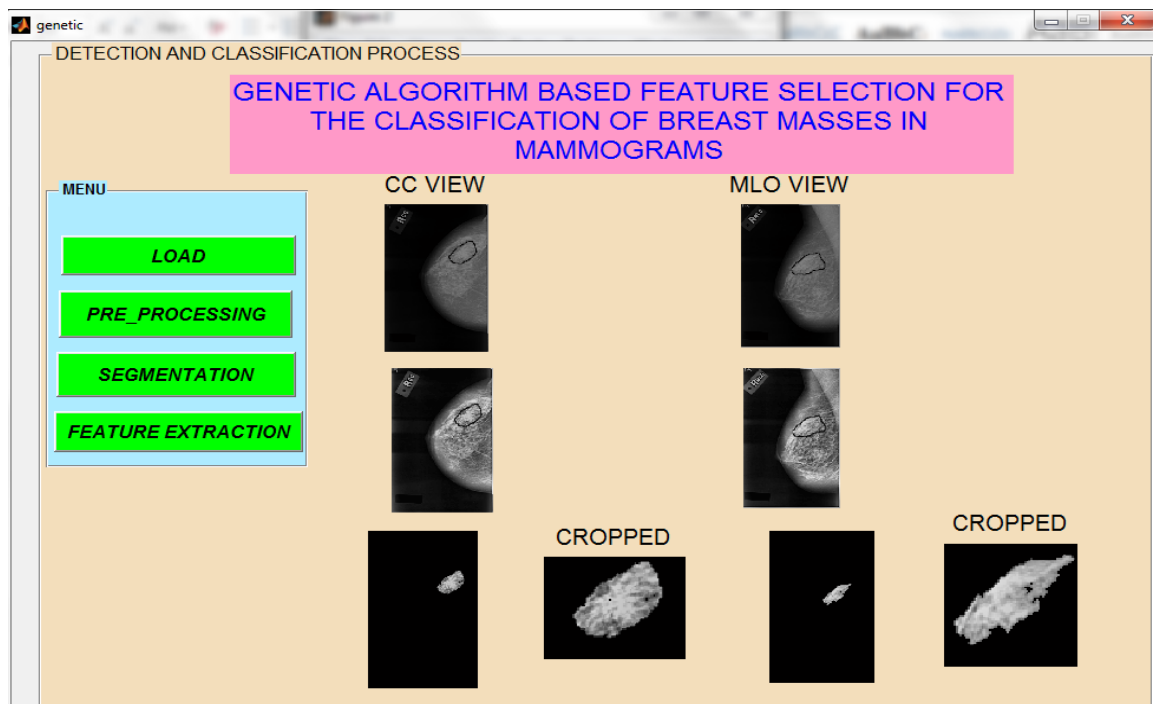 genetic
DETECTION AND CLASSIFICATION PROCESS
GENETIC ALGORITHM BASED FEATURE SELECTION FOR
THE CLASSIFICATION OF BREAST MASSES IN
MAMMOGRAMS
MENU
LOAD
PRE_PROCESSING
SEGMENTATION
FEATURE EXTRACTION
CC VIEW
MLO VIEW
CROPPED
CROPPED